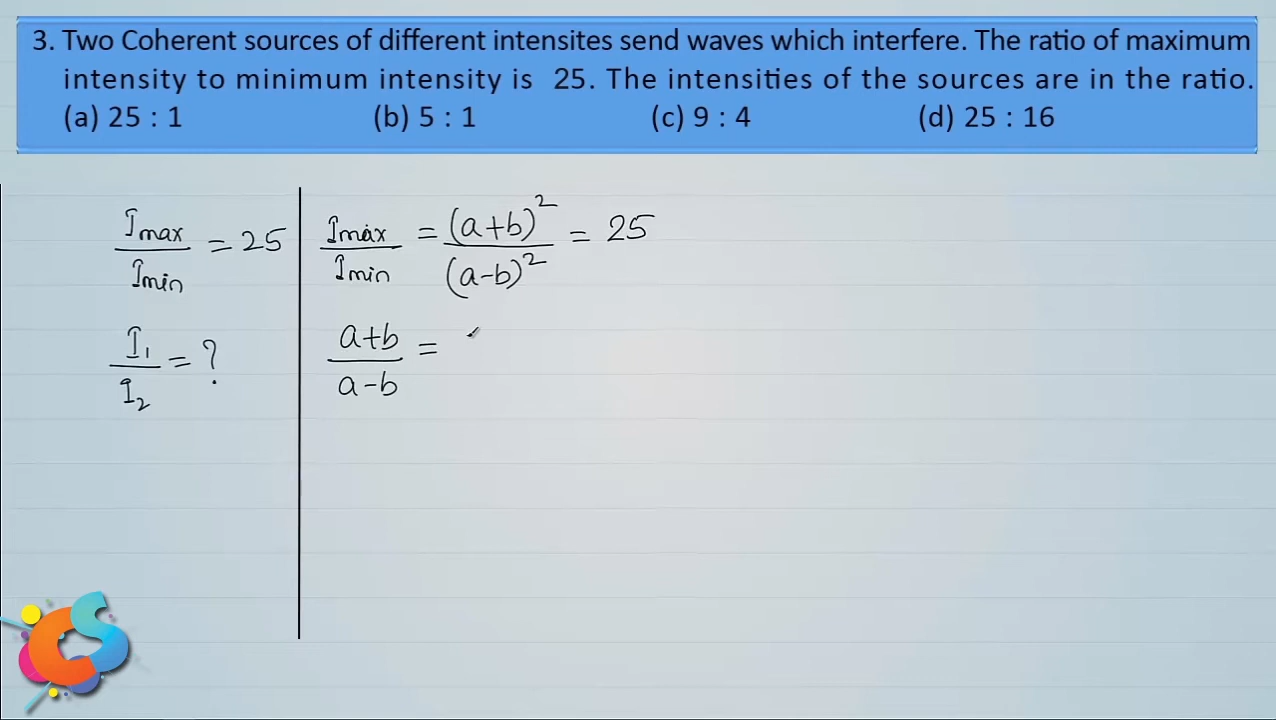 3. Two Coherent sources of different intensites send waves which interfere. The ratio of maximum
intensity to minimum intensity is 25. The intensities of the sources are in the ratio.
(a) 25 : 1 (b) 5 : 1 (c) 9 : 4 (d) 25 : 16
Imax / Imin = 25
I₁ / I₂ = ?
Imax / Imin = (a+b)² / (a-b)² = 25
a+b / a-b =
CS